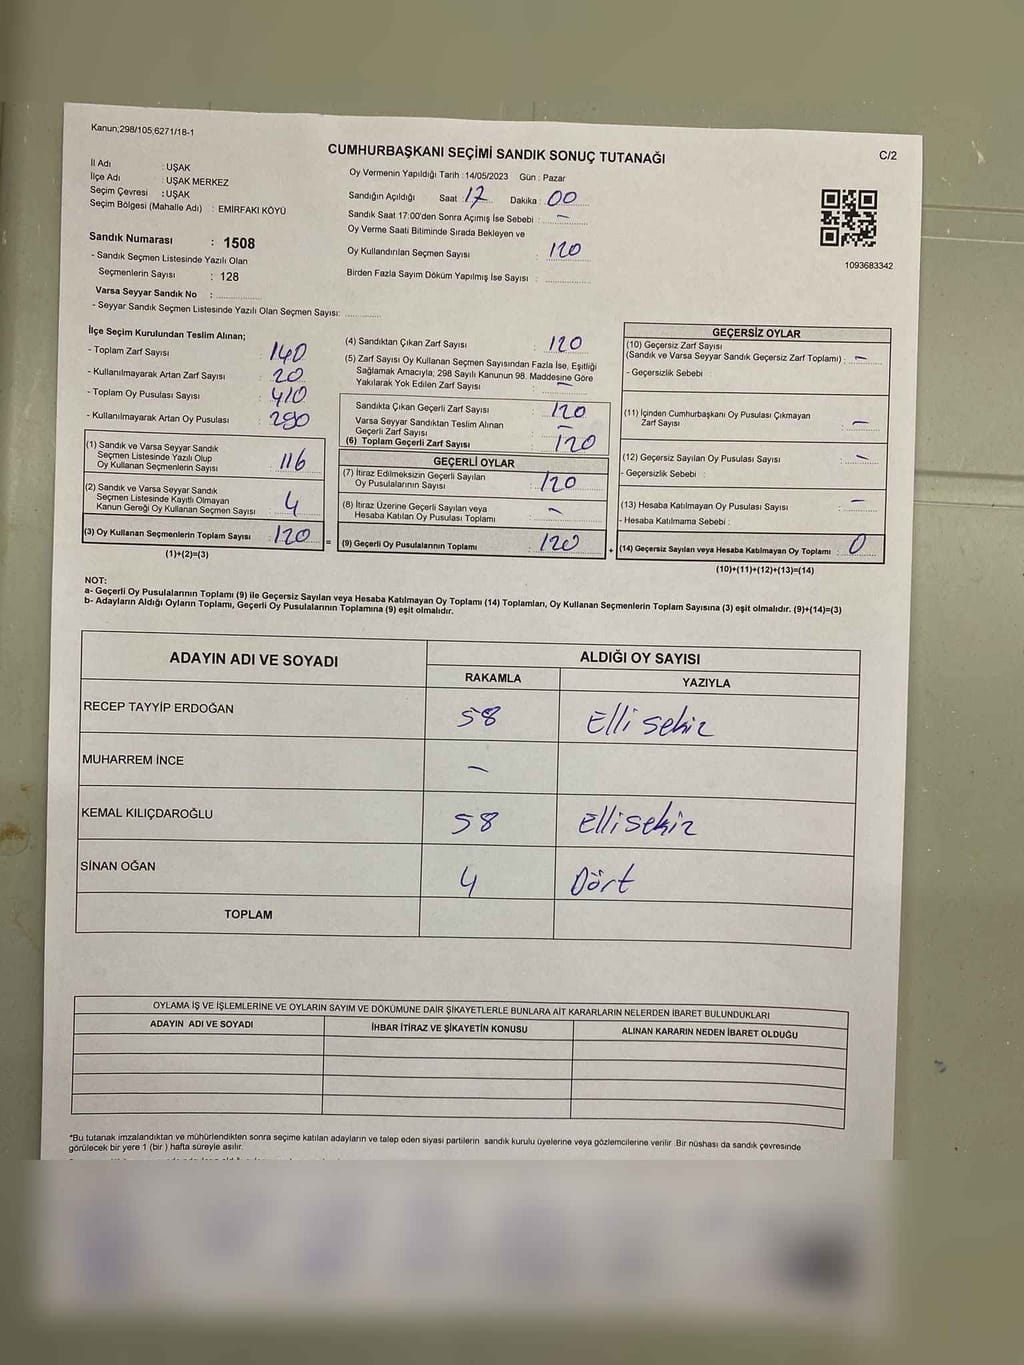 Kanun;298/105;6271/18-1
C/2
CUMHURBAŞKANI SEÇİMİ SANDIK SONUÇ TUTANAĞI
İl Adı : UŞAK
İlçe Adı : UŞAK MERKEZ
Seçim Çevresi : UŞAK
Seçim Bölgesi (Mahalle Adı) : EMİRFAKI KÖYÜ
Oy Vermenin Yapıldığı Tarih : 14/05/2023 Gün : Pazar
Sandığın Açıldığı Saat 17 Dakika : 00
Sandık Saat 17:00'den Sonra Açımış İse Sebebi : -
Oy Verme Saati Bitiminde Sırada Bekleyen ve
Oy Kullandırılan Seçmen Sayısı : 120
Birden Fazla Sayım Döküm Yapılmış İse Sayısı :
1093683342
Sandık Numarası : 1508
- Sandık Seçmen Listesinde Yazılı Olan
Seçmenlerin Sayısı : 128
Varsa Seyyar Sandık No :
- Seyyar Sandık Seçmen Listesinde Yazılı Olan Seçmen Sayısı:
İlçe Seçim Kurulundan Teslim Alınan;
- Toplam Zarf Sayısı : 140
- Kullanılmayarak Artan Zarf Sayısı : 20
- Toplam Oy Pusulası Sayısı : 410
- Kullanılmayarak Artan Oy Pusulası : 290
(1) Sandık ve Varsa Seyyar Sandık
Seçmen Listesinde Yazılı Olup
Oy Kullanan Seçmenlerin Sayısı : 116
(2) Sandık ve Varsa Seyyar Sandık
Seçmen Listesinde Kayıtlı Olmayan
Kanun Gereği Oy Kullanan Seçmen Sayısı : 4
(3) Oy Kullanan Seçmenlerin Toplam Sayısı : 120
(1)+(2)=(3)
(4) Sandıktan Çıkan Zarf Sayısı : 120
(5) Zarf Sayısı Oy Kullanan Seçmen Sayısından Fazla İse, Eşitliği
Sağlamak Amacıyla, 298 Sayılı Kanunun 98. Maddesine Göre
Yakılarak Yok Edilen Zarf Sayısı : -
Sandıkta Çıkan Geçerli Zarf Sayısı : 120
Varsa Seyyar Sandıktan Teslim Alınan
Geçerli Zarf Sayısı : -
(6) Toplam Geçerli Zarf Sayısı : 120
GEÇERLİ OYLAR
(7) İtiraz Edilmeksizin Geçerli Sayılan
Oy Pusulalarının Sayısı : 120
(8) İtiraz Üzerine Geçerli Sayılan veya
Hesaba Katılan Oy Pusulası Toplamı : -
= (9) Geçerli Oy Pusulalarının Toplamı : 120
GEÇERSİZ OYLAR
(10) Geçersiz Zarf Sayısı
(Sandık ve Varsa Seyyar Sandık Geçersiz Zarf Toplamı) : -
- Geçersizlik Sebebi :
(11) İçinden Cumhurbaşkanı Oy Pusulası Çıkmayan
Zarf Sayısı : -
(12) Geçersiz Sayılan Oy Pusulası Sayısı : -
- Geçersizlik Sebebi :
(13) Hesaba Katılmayan Oy Pusulası Sayısı : -
- Hesaba Katılmama Sebebi :
+ (14) Geçersiz Sayılan veya Hesaba Katılmayan Oy Toplamı : 0
(10)+(11)+(12)+(13)=(14)
NOT:
a- Geçerli Oy Pusulalarının Toplamı (9) ile Geçersiz Sayılan veya Hesaba Katılmayan Oy Toplamı (14) Toplamları, Oy Kullanan Seçmenlerin Toplam Sayısına (3) eşit olmalıdır. (9)+(14)=(3)
b- Adayların Aldığı Oyların Toplamı, Geçerli Oy Pusulalarının Toplamına (9) eşit olmalıdır.
ADAYIN ADI VE SOYADI
ALDIĞI OY SAYISI
RAKAMLA YAZIYLA
RECEP TAYYİP ERDOĞAN 58 Elli sekiz
MUHARREM İNCE -
KEMAL KILIÇDAROĞLU 58 Elli sekiz
SİNAN OĞAN 4 Dört
TOPLAM
OYLAMA İŞ VE İŞLEMLERİNE VE OYLARIN SAYIM VE DÖKÜMÜNE DAİR ŞİKAYETLERLE BUNLARA AİT KARARLARIN NELERDEN İBARET BULUNDUKLARI
ADAYIN ADI VE SOYADI İHBAR İTİRAZ VE ŞİKAYETİN KONUSU ALINAN KARARIN NEDEN İBARET OLDUĞU
*Bu tutanak imzalandıktan ve mühürlendikten sonra seçime katılan adayların ve talep eden siyasi partilerin sandık kurulu üyelerine veya gözlemcilerine verilir .Bir nüshası da sandık çevresinde
görülecek bir yere 1 (bir ) hafta süreyle asılır.